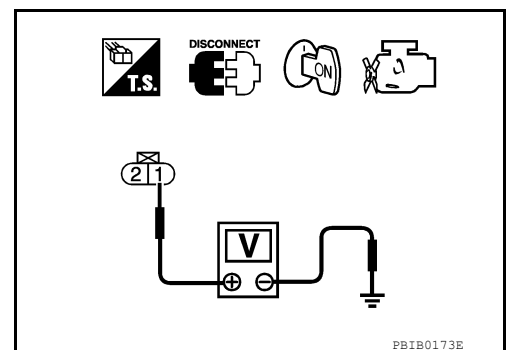 DISCONNECT
T.S.
ON
2 1
V
+ −
PBIB0173E